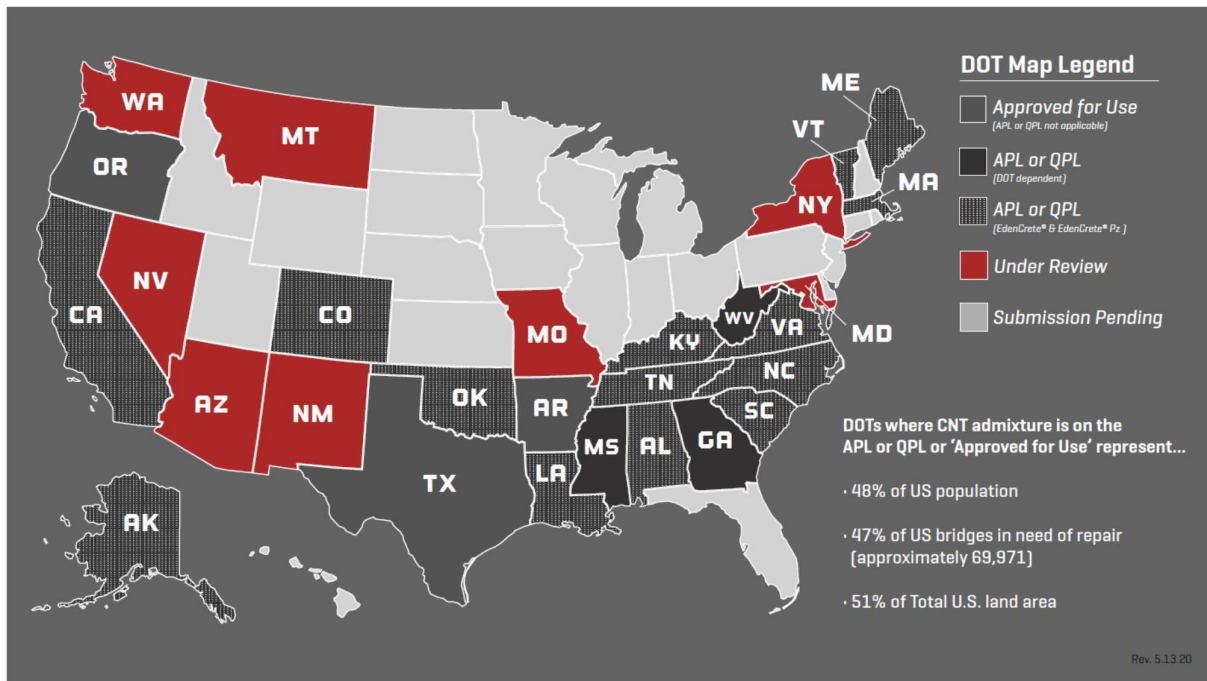 DOT Map Legend
Approved for Use
(APL or QPL not applicable)
APL or QPL
(DOT dependent)
APL or QPL
(EdenCrete® & EdenCrete® Pz )
Under Review
Submission Pending
WA
MT
OR
NV
CA
CO
AZ
NM
OK
TX
AK
MO
AR
LA
MS
AL
GA
TN
KY
WV
VA
NC
SC
MD
NY
MA
VT
ME
DOTs where CNT admixture is on the
APL or QPL or 'Approved for Use' represent...
· 48% of US population
· 47% of US bridges in need of repair
(approximately 69,971)
· 51% of Total U.S. land area
Rev. 5.13.20